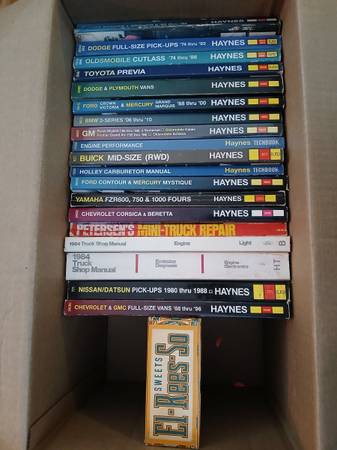 DODGE FULL-SIZE PICK-UPS '74 thru '93 HAYNES
OLDSMOBILE CUTLASS '74 thru '88 HAYNES
TOYOTA PREVIA HAYNES
DODGE & PLYMOUTH VANS HAYNES
FORD CROWN VICTORIA & MERCURY GRAND MARQUIS '88 thru '00 HAYNES
BMW 3-SERIES '06 thru '10 HAYNES
GM HAYNES
ENGINE PERFORMANCE Haynes TECHBOOK
BUICK MID-SIZE (RWD) HAYNES
HOLLEY CARBURETOR MANUAL Haynes TECHBOOK
FORD CONTOUR & MERCURY MYSTIQUE HAYNES
YAMAHA FZR600, 750 & 1000 FOURS HAYNES
CHEVROLET CORSICA & BERETTA HAYNES
PETERSEN'S MINI-TRUCK REPAIR
1984 Truck Shop Manual Engine Light B
1984 Truck Shop Manual Emission Diagnosis Engine Electronics H·IT
NISSAN/DATSUN PICK-UPS 1980 thru 1988 HAYNES
CHEVROLET & GMC FULL-SIZE VANS '68 thru '96 HAYNES
SWEETS
El-Rees-So